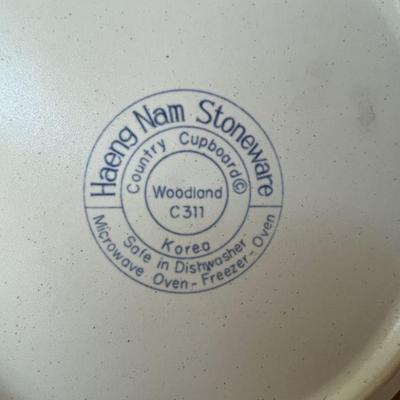 Haeng Nam Stoneware
Country Cupboard©
Woodland
C311
Korea
Safe in Dishwasher
Microwave Oven-Freezer-Oven